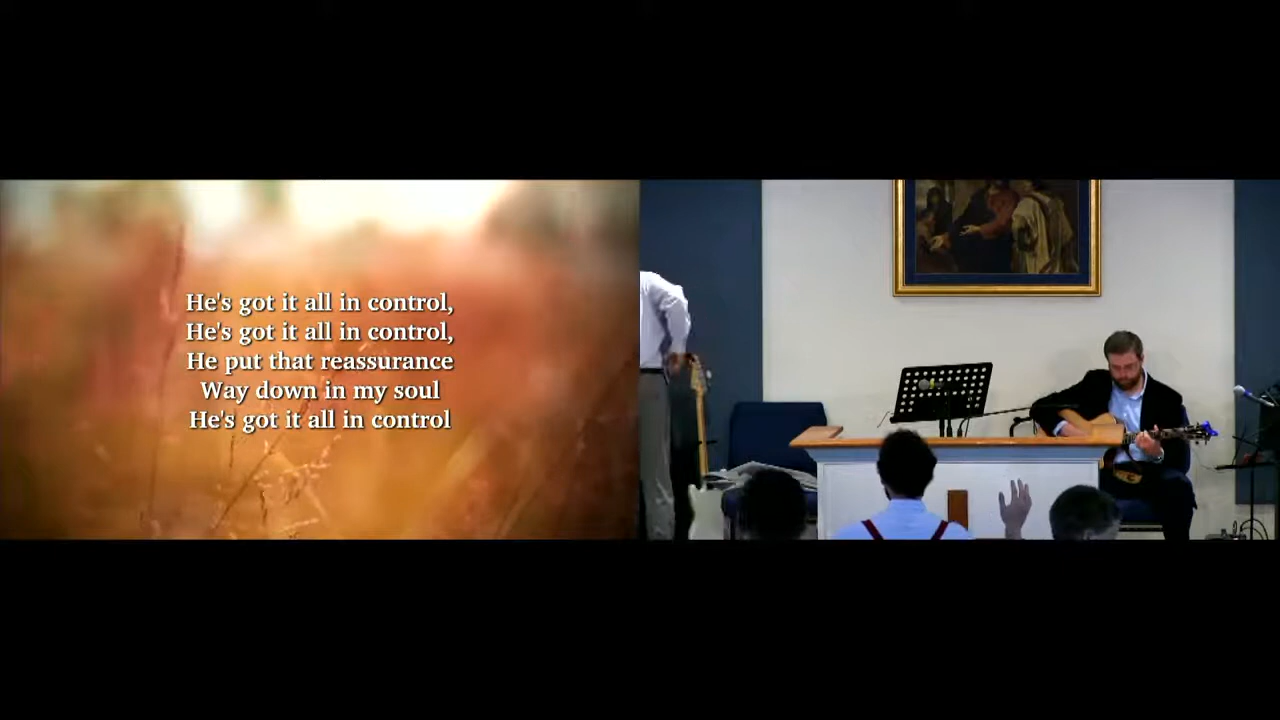 He's got it all in control,
He's got it all in control,
He put that reassurance
Way down in my soul
He's got it all in control